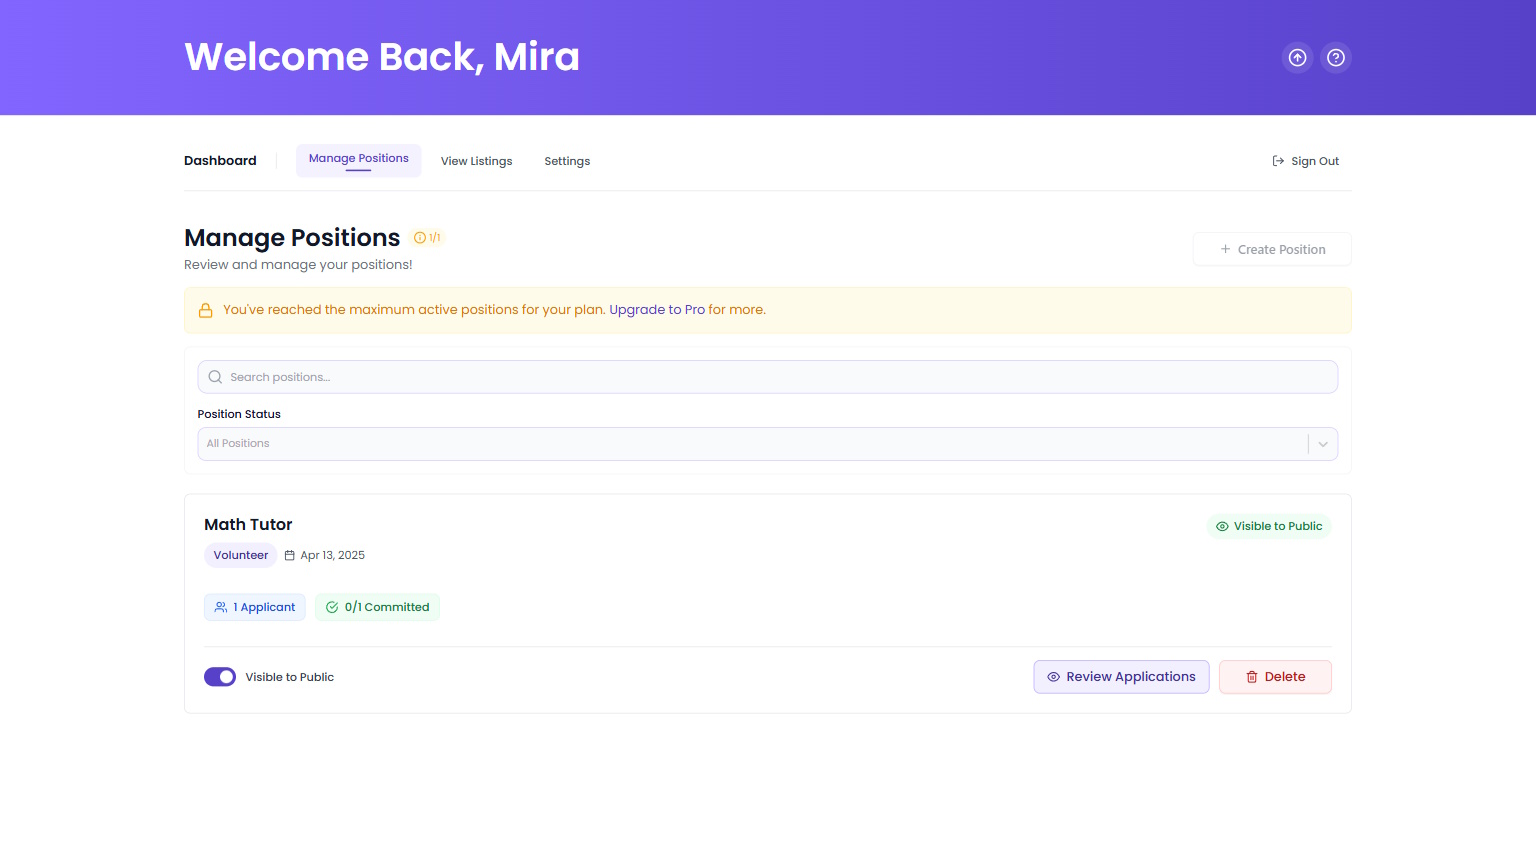 Welcome Back, Mira
Dashboard
Manage Positions
View Listings
Settings
Sign Out
Manage Positions
1/1
Review and manage your positions!
+ Create Position
You've reached the maximum active positions for your plan. Upgrade to Pro for more.
Search positions...
Position Status
All Positions
Math Tutor
Visible to Public
Volunteer
Apr 13, 2025
1 Applicant
0/1 Committed
Visible to Public
Review Applications
Delete